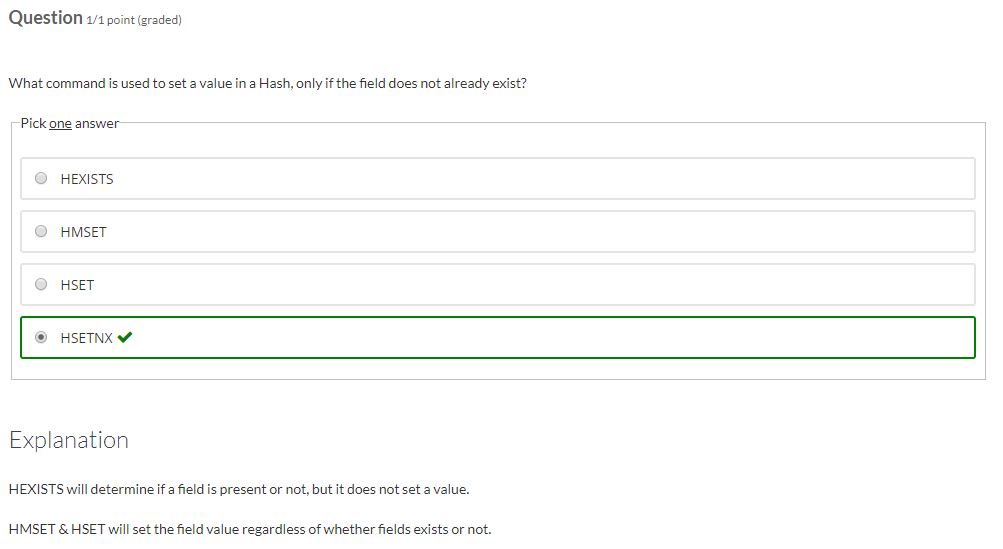 Question 1/1 point (graded)
What command is used to set a value in a Hash, only if the field does not already exist?
Pick one answer
HEXISTS
HMSET
HSET
HSETNX
Explanation
HEXISTS will determine if a field is present or not, but it does not set a value.
HMSET & HSET will set the field value regardless of whether fields exists or not.